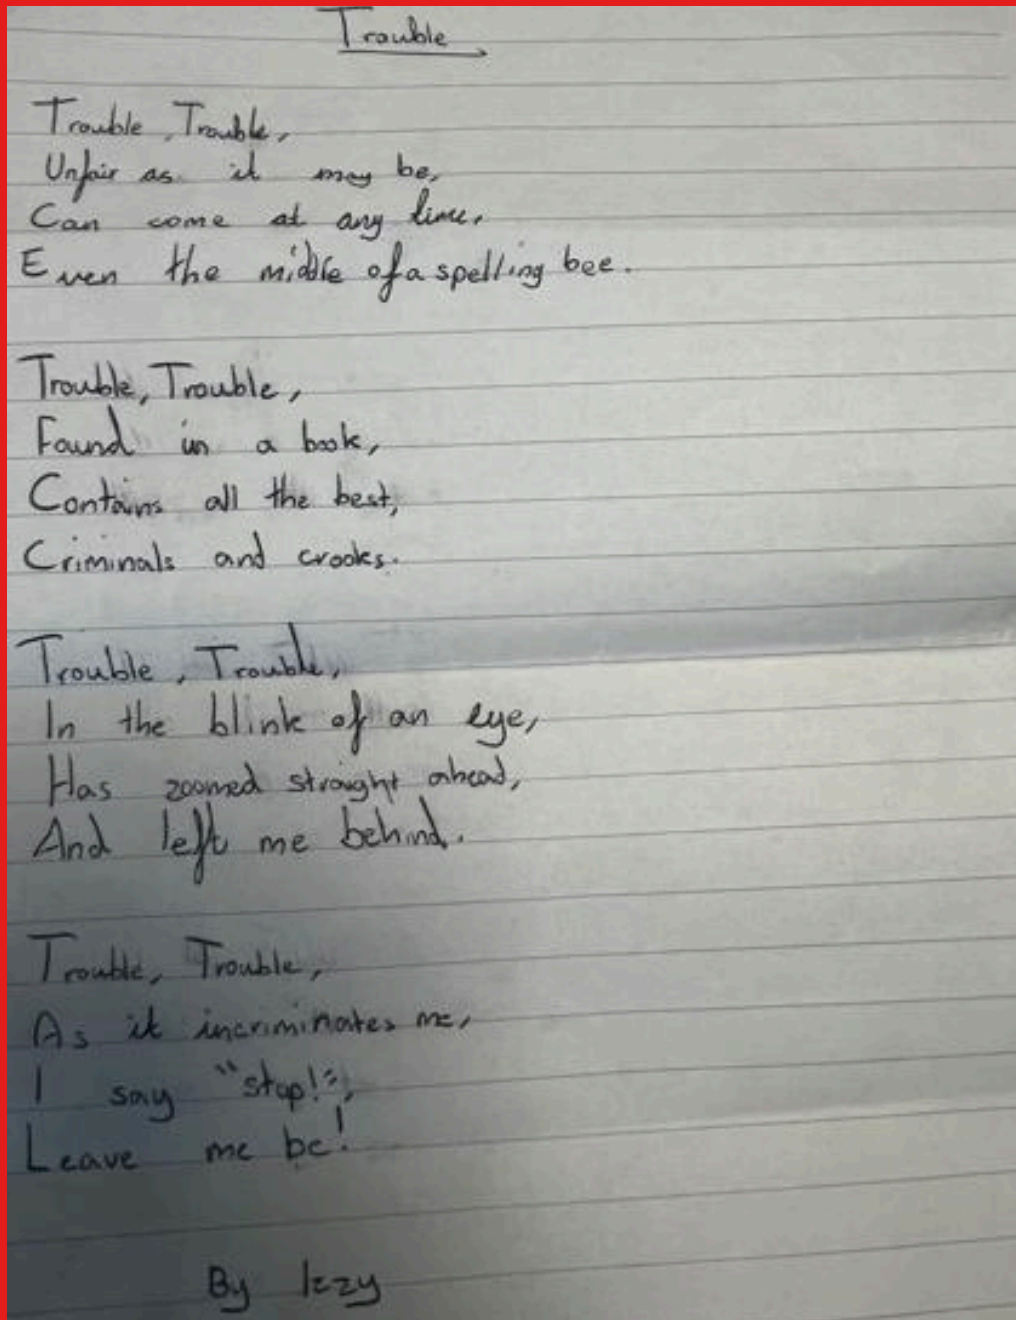 Trouble
Trouble, Trouble,
Unfair as it may be,
Can come at any time,
Even the middle of a spelling bee.
Trouble, Trouble,
Found in a book,
Contains all the best,
Criminals and crooks.
Trouble, Trouble,
In the blink of an eye,
Has zoomed straight ahead,
And left me behind.
Trouble, Trouble,
As it incriminates me,
I say "stop!",
Leave me be!
By Izzy